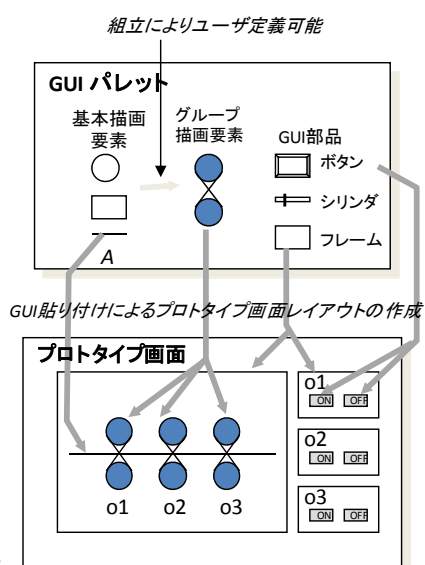 組立によりユーザ定義可能
GUI パレット
基本描画
要素
グループ
描画要素
GUI部品
ボタン
シリンダ
フレーム
A
GUI貼り付けによるプロトタイプ画面レイアウトの作成
プロトタイプ画面
o1
ON OFF
o2
ON OFF
o3
ON OFF
o1 o2 o3